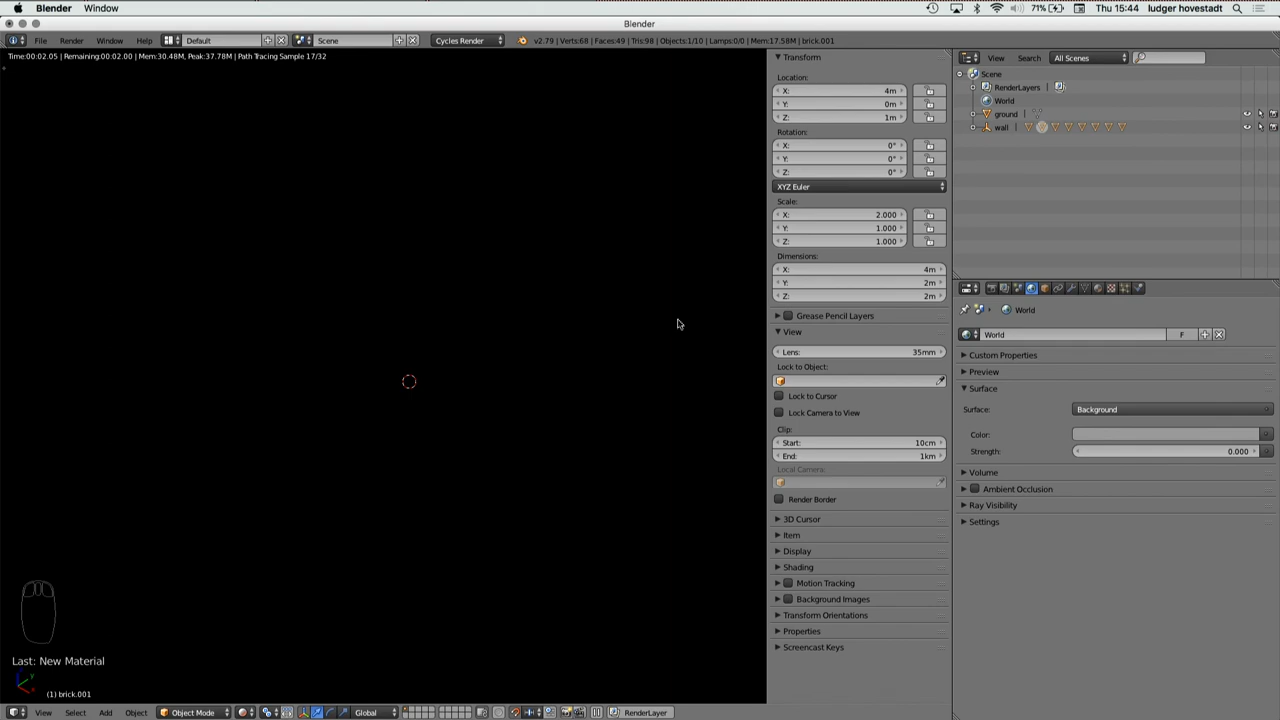 Blender Window 71% Thu 15:44 ludger hovestadt
Blender
File Render Window Help Default Scene Cycles Render v2.79 | Verts:68 | Faces:49 | Tris:98 | Objects:1/10 | Lamps:0/0 | Mem:17.58M | brick.001
Time:00:02.05 | Remaining:00:02.00 | Mem:30.48M, Peak:37.78M | Path Tracing Sample 17/32
Transform
Location:
X: 4m
Y: 0m
Z: 1m
Rotation:
X: 0°
Y: 0°
Z: 0°
XYZ Euler
Scale:
X: 2.000
Y: 1.000
Z: 1.000
Dimensions:
X: 4m
Y: 2m
Z: 2m
Grease Pencil Layers
View
Lens: 35mm
Lock to Object:
Lock to Cursor
Lock Camera to View
Clip:
Start: 10cm
End: 1km
Local Camera:
Render Border
3D Cursor
Item
Display
Shading
Motion Tracking
Background Images
Transform Orientations
Properties
Screencast Keys
View Search All Scenes
Scene
RenderLayers
World
ground
wall
World
World F
Custom Properties
Preview
Surface
Surface: Background
Color:
Strength: 0.000
Volume
Ambient Occlusion
Ray Visibility
Settings
Last: New Material
(1) brick.001
View Select Add Object Object Mode Global RenderLayer